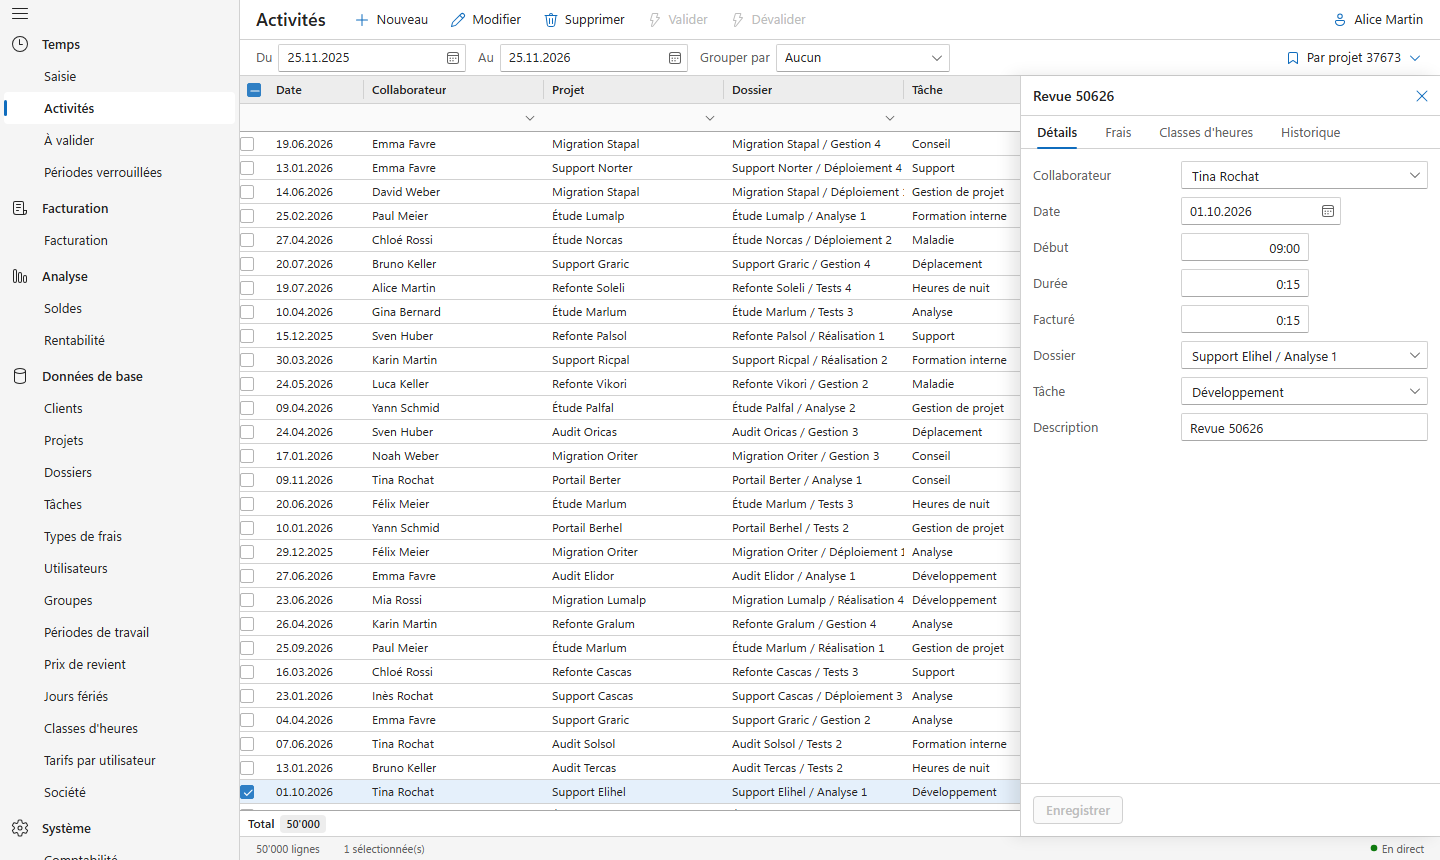 Activités
Nouveau
Modifier
Supprimer
Valider
Dévalider
Alice Martin
Temps
Saisie
Activités
À valider
Périodes verrouillées
Facturation
Facturation
Analyse
Soldes
Rentabilité
Données de base
Clients
Projets
Dossiers
Tâches
Types de frais
Utilisateurs
Groupes
Périodes de travail
Prix de revient
Jours fériés
Classes d'heures
Tarifs par utilisateur
Société
Système
Comptabilité
Du 25.11.2025 Au 25.11.2026 Grouper par Aucun Par projet 37673
Date Collaborateur Projet Dossier Tâche
19.06.2026 Emma Favre Migration Stapal Migration Stapal / Gestion 4 Conseil
13.01.2026 Emma Favre Support Norter Support Norter / Déploiement 4 Support
14.06.2026 David Weber Migration Stapal Migration Stapal / Déploiement Gestion de projet
25.02.2026 Paul Meier Étude Lumalp Étude Lumalp / Analyse 1 Formation interne
27.04.2026 Chloé Rossi Étude Norcas Étude Norcas / Déploiement 2 Maladie
20.07.2026 Bruno Keller Support Graric Support Graric / Gestion 4 Déplacement
19.07.2026 Alice Martin Refonte Soleli Refonte Soleli / Tests 4 Heures de nuit
10.04.2026 Gina Bernard Étude Marlum Étude Marlum / Tests 3 Analyse
15.12.2025 Sven Huber Refonte Palsol Refonte Palsol / Réalisation 1 Support
30.03.2026 Karin Martin Support Ricpal Support Ricpal / Réalisation 2 Formation interne
24.05.2026 Luca Keller Refonte Vikori Refonte Vikori / Gestion 2 Maladie
09.04.2026 Yann Schmid Étude Palfal Étude Palfal / Analyse 2 Gestion de projet
24.04.2026 Sven Huber Audit Oricas Audit Oricas / Gestion 3 Déplacement
17.01.2026 Noah Weber Migration Oriter Migration Oriter / Gestion 3 Conseil
09.11.2026 Tina Rochat Portail Berter Portail Berter / Analyse 1 Conseil
20.06.2026 Félix Meier Étude Marlum Étude Marlum / Tests 3 Heures de nuit
10.01.2026 Yann Schmid Portail Berhel Portail Berhel / Tests 2 Gestion de projet
29.12.2025 Félix Meier Migration Oriter Migration Oriter / Déploiement 1 Analyse
27.06.2026 Emma Favre Audit Elidor Audit Elidor / Analyse 1 Développement
23.06.2026 Mia Rossi Migration Lumalp Migration Lumalp / Réalisation 4 Développement
26.04.2026 Karin Martin Refonte Gralum Refonte Gralum / Gestion 4 Analyse
25.09.2026 Paul Meier Étude Marlum Étude Marlum / Réalisation 1 Gestion de projet
16.03.2026 Chloé Rossi Refonte Cascas Refonte Cascas / Tests 3 Support
23.01.2026 Inès Rochat Support Cascas Support Cascas / Déploiement 3 Analyse
04.04.2026 Emma Favre Support Graric Support Graric / Gestion 2 Analyse
07.06.2026 Tina Rochat Audit Solsol Audit Solsol / Tests 2 Formation interne
13.01.2026 Bruno Keller Audit Tercas Audit Tercas / Tests 2 Heures de nuit
01.10.2026 Tina Rochat Support Elihel Support Elihel / Analyse 1 Développement
Total 50'000
50'000 lignes 1 sélectionnée(s)
Revue 50626
Détails Frais Classes d'heures Historique
Collaborateur Tina Rochat
Date 01.10.2026
Début 09:00
Durée 0:15
Facturé 0:15
Dossier Support Elihel / Analyse 1
Tâche Développement
Description Revue 50626
Enregistrer
En direct